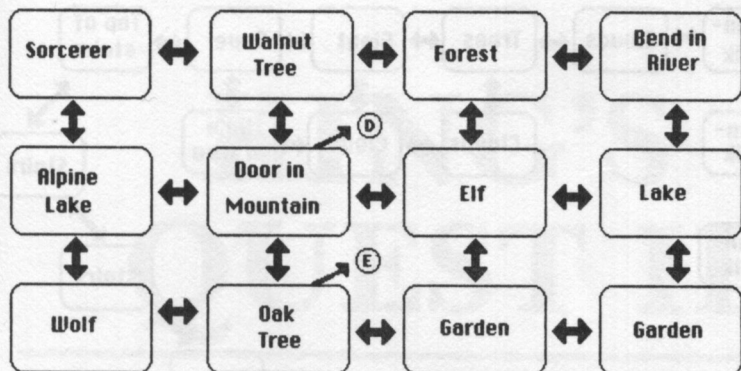 Sorcerer
Walnut
Tree
Forest
Bend in
River
D
Alpine
Lake
Door in
Mountain
Elf
Lake
E
Wolf
Oak
Tree
Garden
Garden